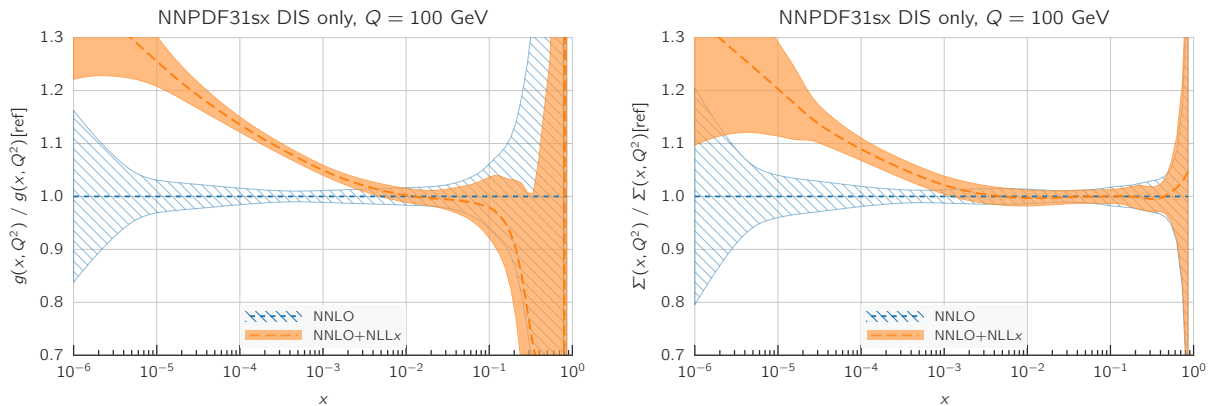 NNPDF31sx DIS only, Q = 100 GeV
g(x, Q²) / g(x, Q²)[ref]
1.3
1.2
1.1
1.0
0.9
0.8
0.7
NNLO
NNLO+NLLx
10⁻⁶ 10⁻⁵ 10⁻⁴ 10⁻³ 10⁻² 10⁻¹ 10⁰
x
NNPDF31sx DIS only, Q = 100 GeV
Σ(x, Q²) / Σ(x, Q²)[ref]
1.3
1.2
1.1
1.0
0.9
0.8
0.7
NNLO
NNLO+NLLx
10⁻⁶ 10⁻⁵ 10⁻⁴ 10⁻³ 10⁻² 10⁻¹ 10⁰
x